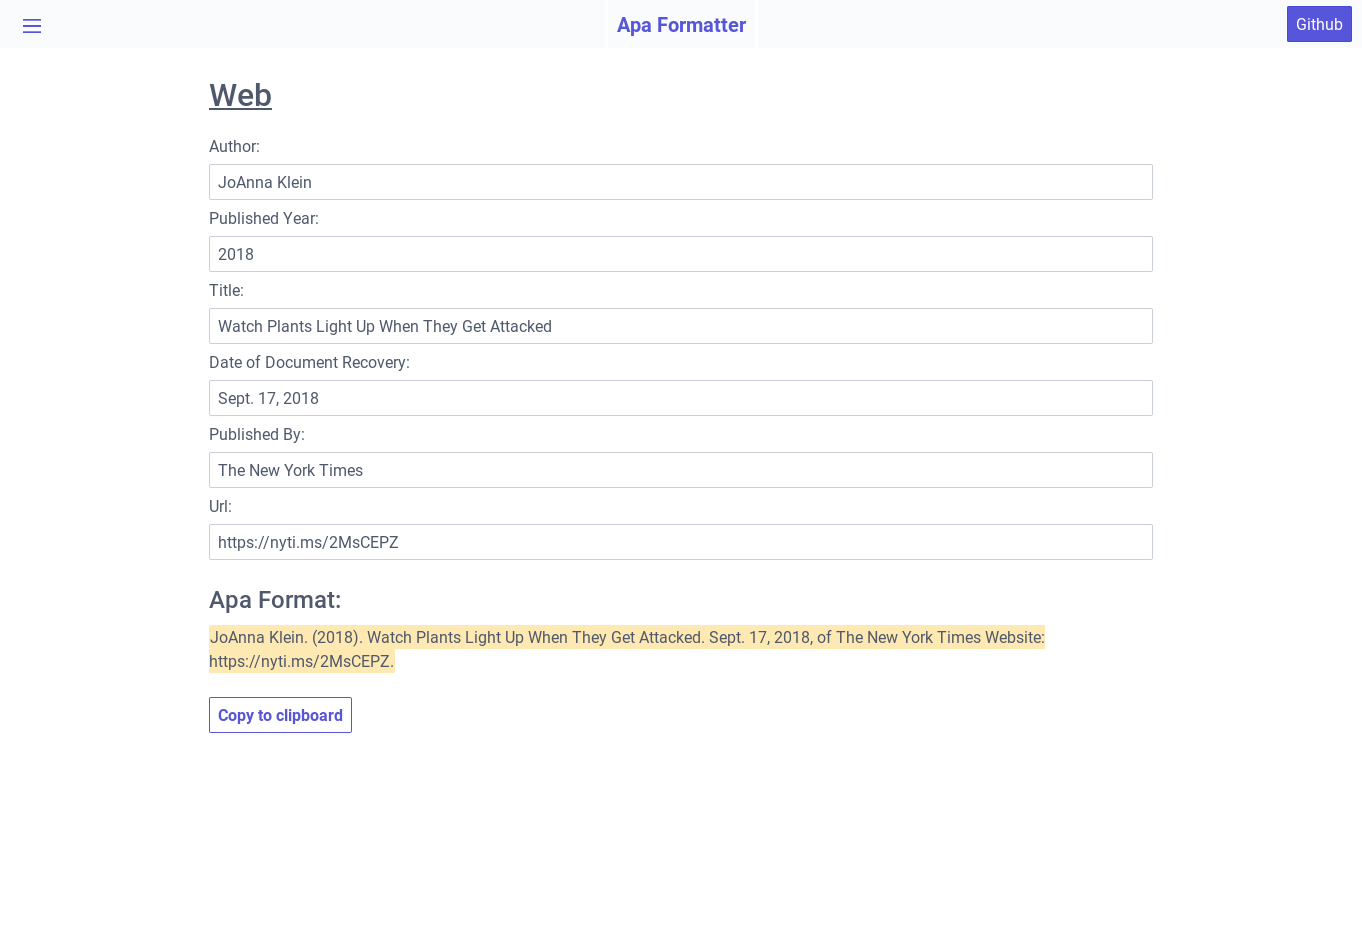 Apa Formatter
Github
Web
Author:
JoAnna Klein
Published Year:
2018
Title:
Watch Plants Light Up When They Get Attacked
Date of Document Recovery:
Sept. 17, 2018
Published By:
The New York Times
Url:
https://nyti.ms/2MsCEPZ
Apa Format:
JoAnna Klein. (2018). Watch Plants Light Up When They Get Attacked. Sept. 17, 2018, of The New York Times Website:
https://nyti.ms/2MsCEPZ.
Copy to clipboard